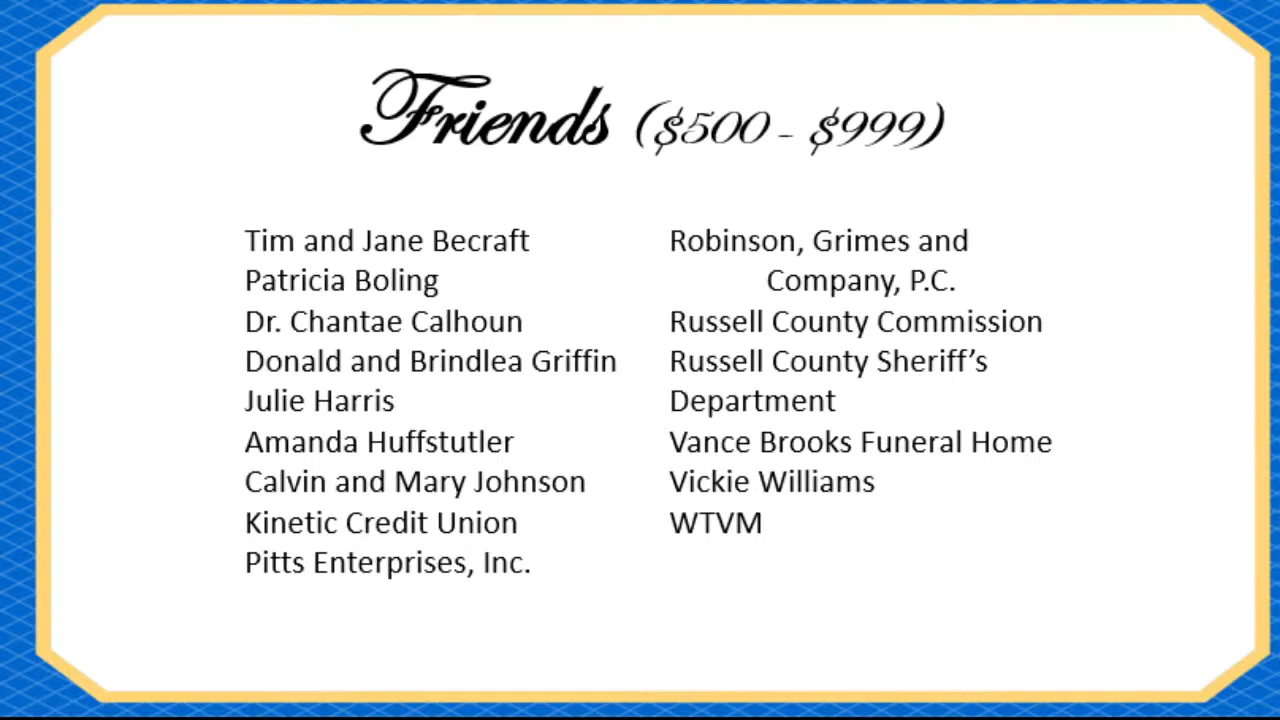 Friends ($500 - $999)
Tim and Jane Becraft
Patricia Boling
Dr. Chantae Calhoun
Donald and Brindlea Griffin
Julie Harris
Amanda Huffstutler
Calvin and Mary Johnson
Kinetic Credit Union
Pitts Enterprises, Inc.
Robinson, Grimes and
Company, P.C.
Russell County Commission
Russell County Sheriff’s
Department
Vance Brooks Funeral Home
Vickie Williams
WTVM